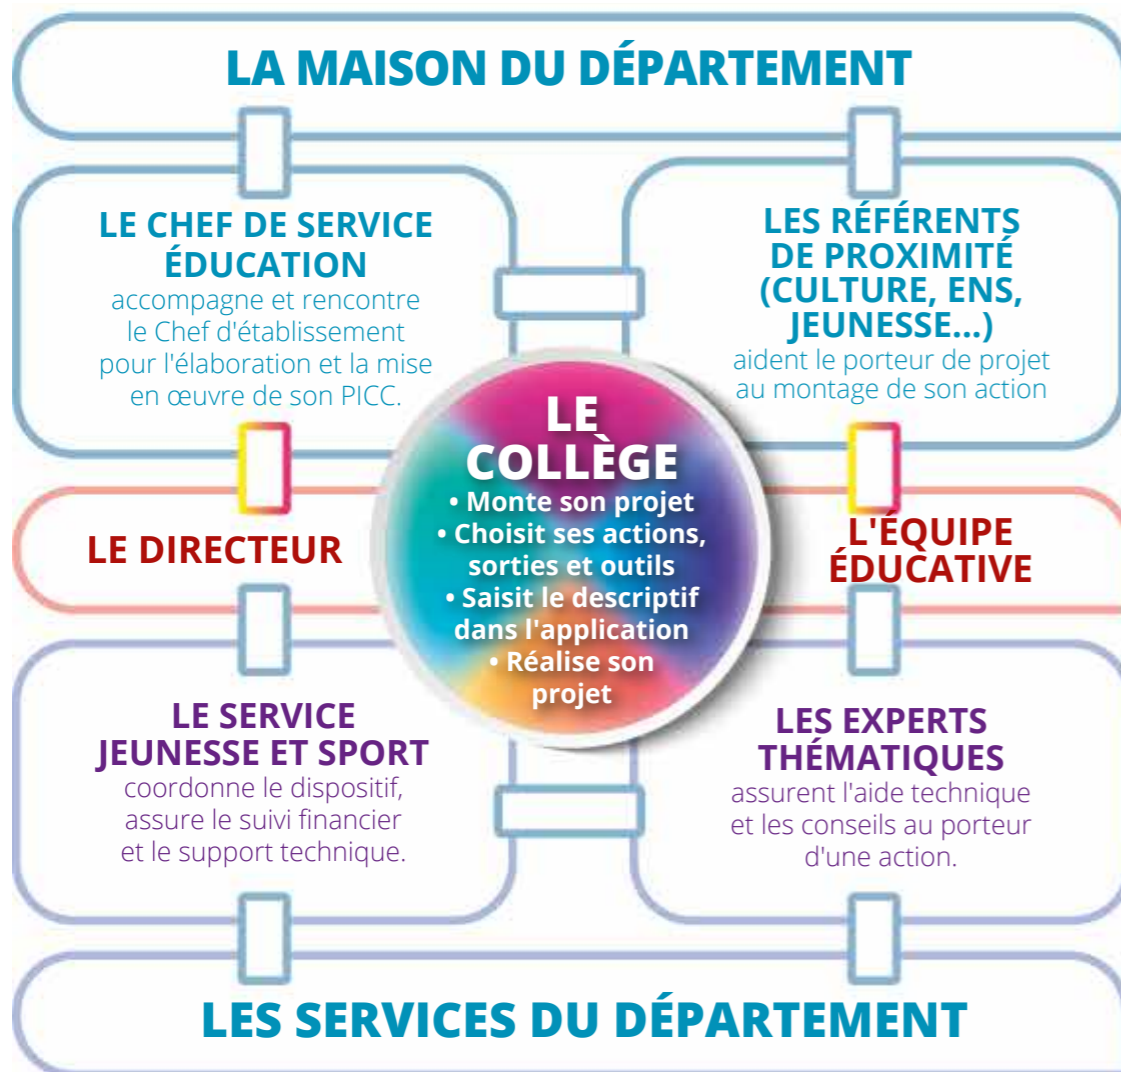 LA MAISON DU DÉPARTEMENT
LE CHEF DE SERVICE
ÉDUCATION
accompagne et rencontre
le Chef d'établissement
pour l'élaboration et la mise
en œuvre de son PICC.
LES RÉFÉRENTS
DE PROXIMITÉ
(CULTURE, ENS,
JEUNESSE...)
aident le porteur de projet
au montage de son action
LE
COLLÈGE
• Monte son projet
• Choisit ses actions,
sorties et outils
• Saisit le descriptif
dans l'application
• Réalise son
projet
LE DIRECTEUR
L'ÉQUIPE
ÉDUCATIVE
LE SERVICE
JEUNESSE ET SPORT
coordonne le dispositif,
assure le suivi financier
et le support technique.
LES EXPERTS
THÉMATIQUES
assurent l'aide technique
et les conseils au porteur
d'une action.
LES SERVICES DU DÉPARTEMENT